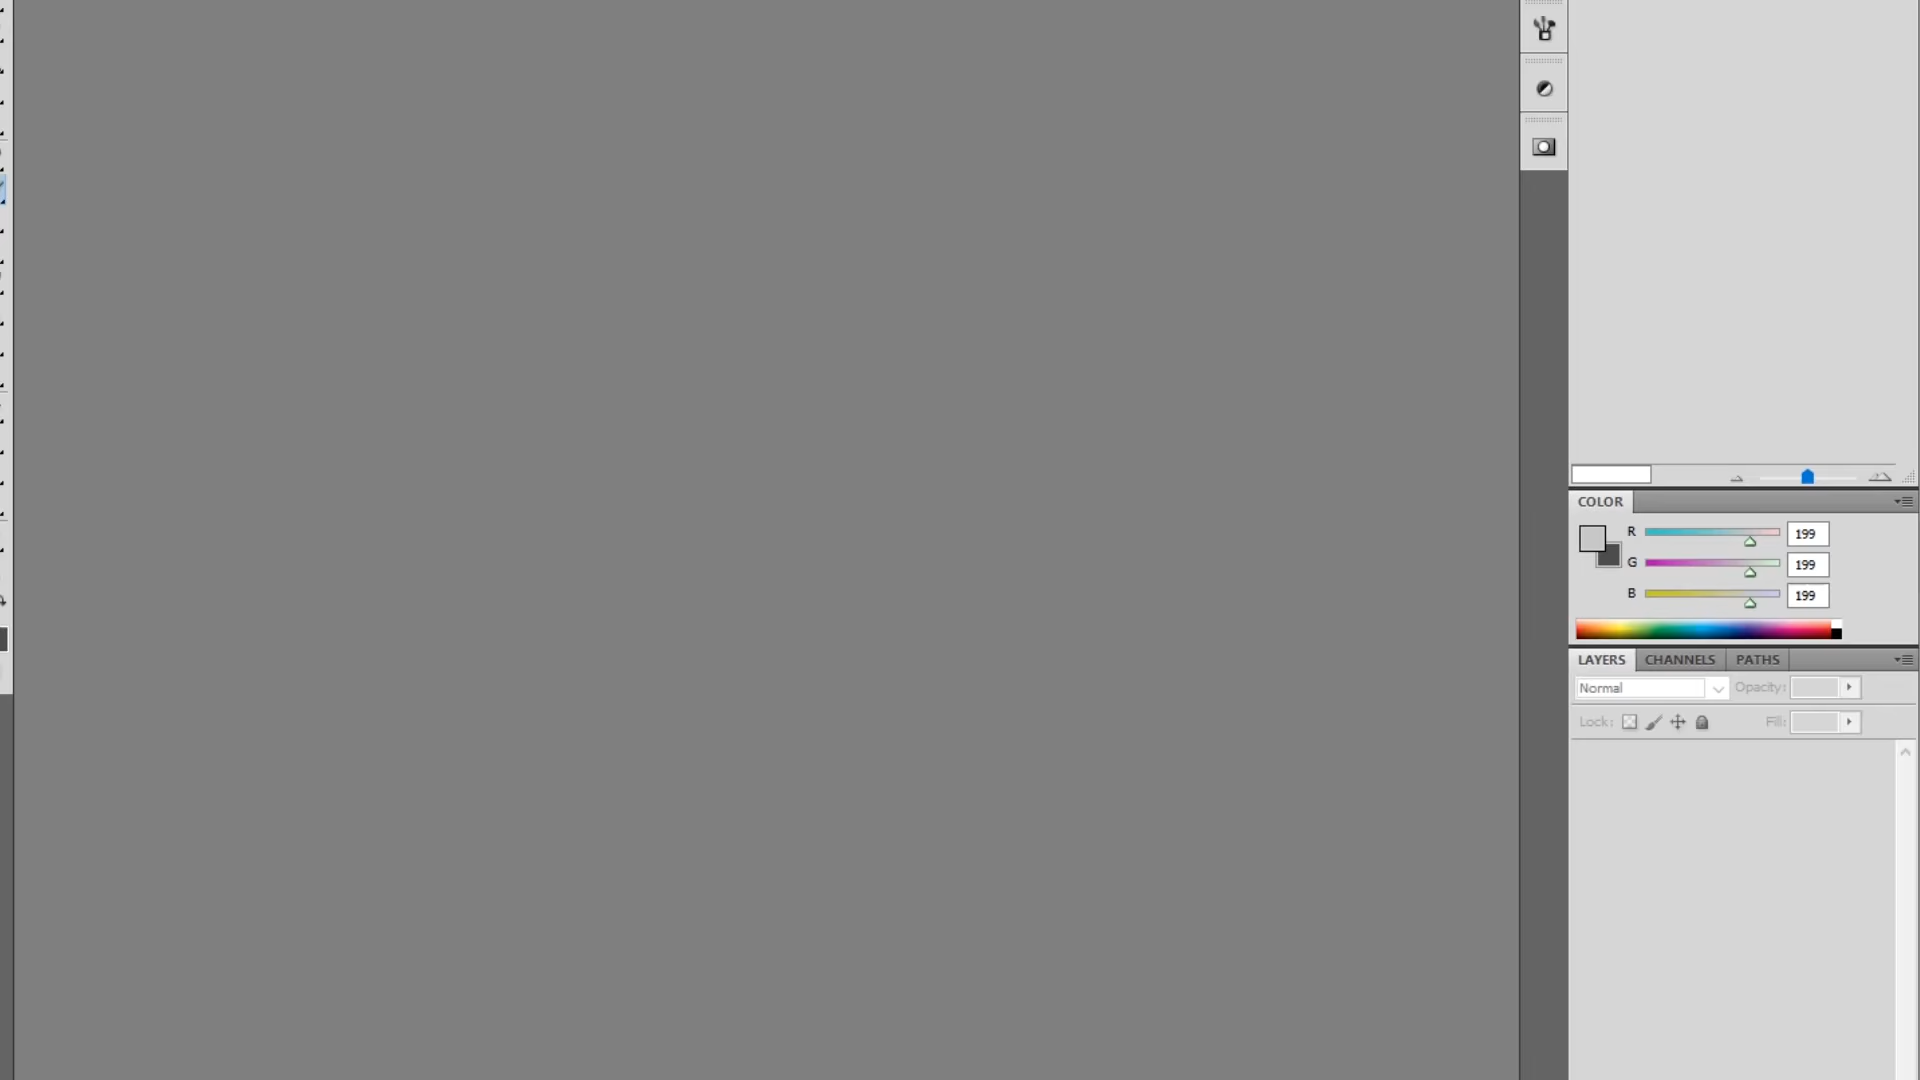 COLOR
R 199
G 199
B 199
LAYERS CHANNELS PATHS
Normal Opacity:
Lock: Fill: